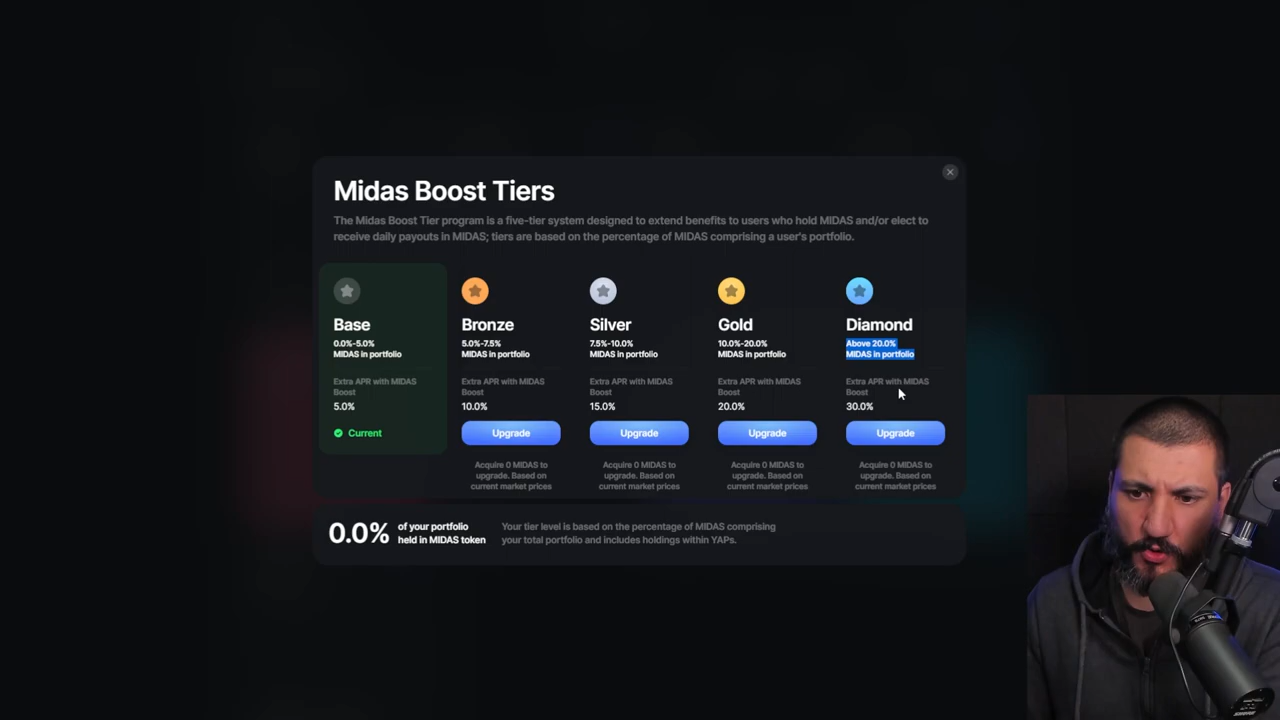 Midas Boost Tiers
The Midas Boost Tier program is a five-tier system designed to extend benefits to users who hold MIDAS and/or elect to
receive daily payouts in MIDAS; tiers are based on the percentage of MIDAS comprising a user's portfolio.
Base
0.0%-5.0%
MIDAS in portfolio
Extra APR with MIDAS
Boost
5.0%
Current
Bronze
5.0%-7.5%
MIDAS in portfolio
Extra APR with MIDAS
Boost
10.0%
Upgrade
Acquire 0 MIDAS to
upgrade. Based on
current market prices
Silver
7.5%-10.0%
MIDAS in portfolio
Extra APR with MIDAS
Boost
15.0%
Upgrade
Acquire 0 MIDAS to
upgrade. Based on
current market prices
Gold
10.0%-20.0%
MIDAS in portfolio
Extra APR with MIDAS
Boost
20.0%
Upgrade
Acquire 0 MIDAS to
upgrade. Based on
current market prices
Diamond
Above 20.0%
MIDAS in portfolio
Extra APR with MIDAS
Boost
30.0%
Upgrade
Acquire 0 MIDAS to
upgrade. Based on
current market prices
0.0%
of your portfolio
held in MIDAS token
Your tier level is based on the percentage of MIDAS comprising
your total portfolio and includes holdings within YAPs.